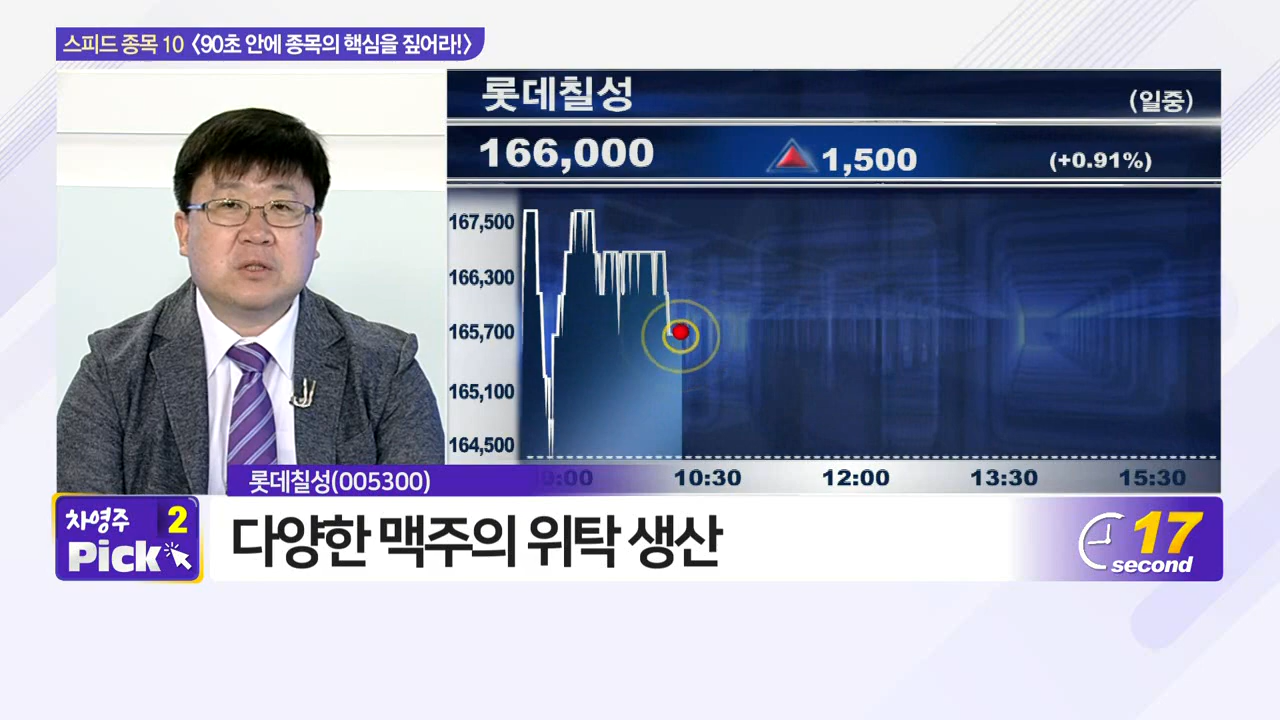 스피드 종목 10 <90초 안에 종목의 핵심을 짚어라!>
롯데칠성
(일중)
166,000
1,500
(+0.91%)
167,500
166,300
165,700
165,100
164,500
10:30
12:00
13:30
15:30
롯데칠성(005300)
차영주 2
Pick
다양한 맥주의 위탁 생산
17
second